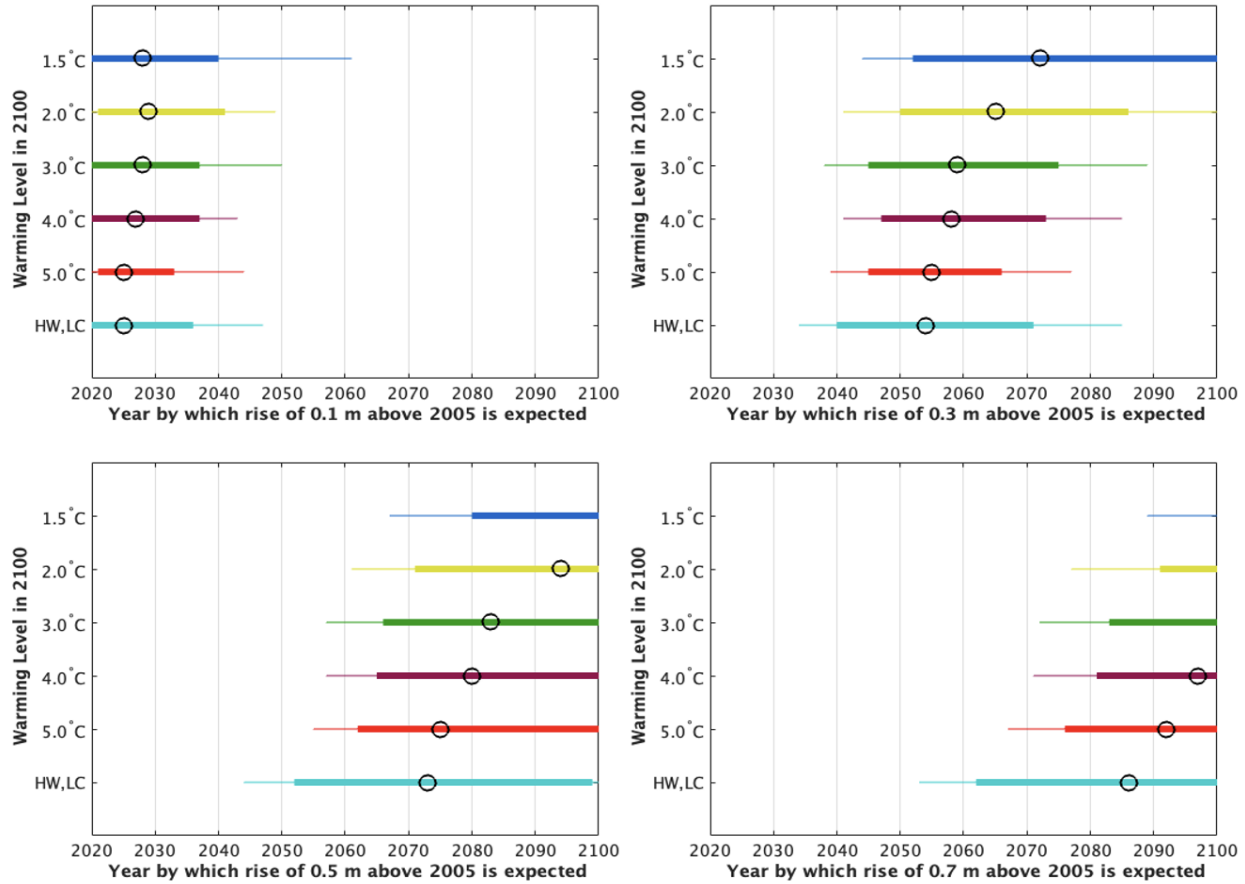 Warming Level in 2100
1.5°C
2.0°C
3.0°C
4.0°C
5.0°C
HW,LC
2020 2030 2040 2050 2060 2070 2080 2090 2100
Year by which rise of 0.1 m above 2005 is expected
Warming Level in 2100
1.5°C
2.0°C
3.0°C
4.0°C
5.0°C
HW,LC
2020 2030 2040 2050 2060 2070 2080 2090 2100
Year by which rise of 0.3 m above 2005 is expected
Warming Level in 2100
1.5°C
2.0°C
3.0°C
4.0°C
5.0°C
HW,LC
2020 2030 2040 2050 2060 2070 2080 2090 2100
Year by which rise of 0.5 m above 2005 is expected
Warming Level in 2100
1.5°C
2.0°C
3.0°C
4.0°C
5.0°C
HW,LC
2020 2030 2040 2050 2060 2070 2080 2090 2100
Year by which rise of 0.7 m above 2005 is expected